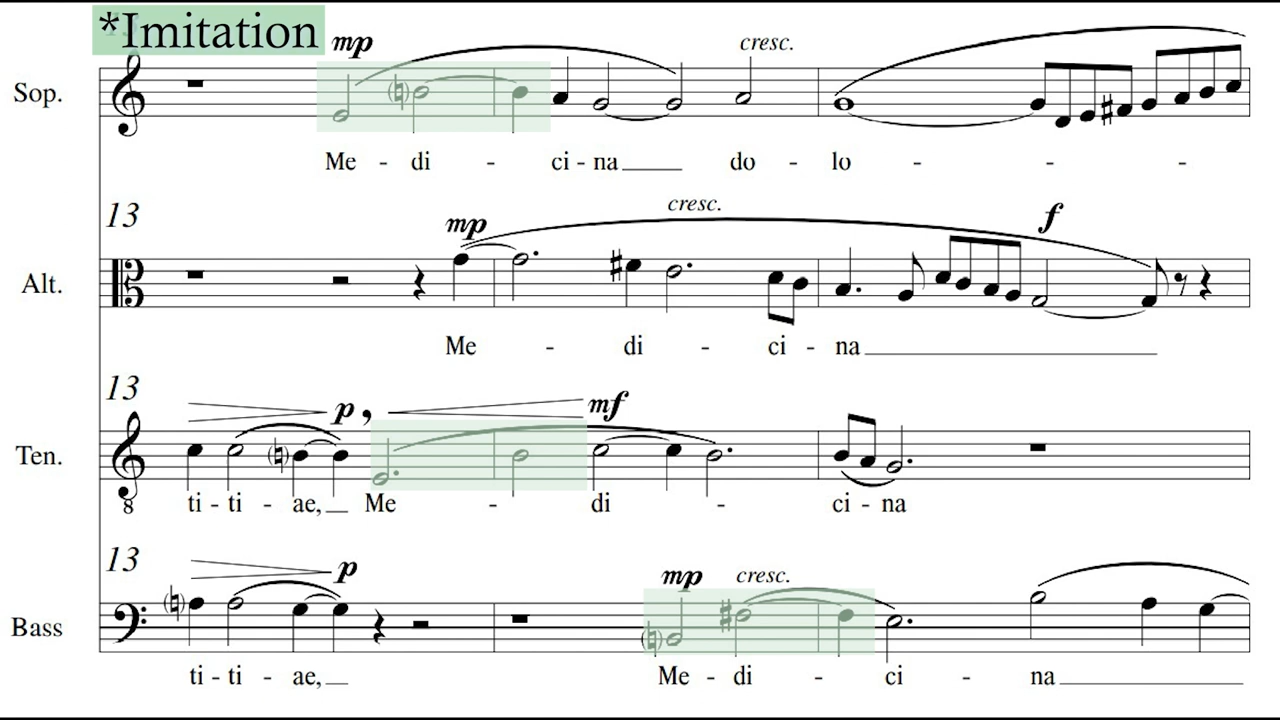 *Imitation
mp cresc.
Sop.
Me - di - ci - na do - lo - - -
13 mp cresc. f
Alt.
Me - di - ci - na
13 p , mf
Ten.
8
ti - ti - ae, Me - di - ci - na
13 p mp cresc.
Bass
ti - ti - ae, Me - di - ci - na